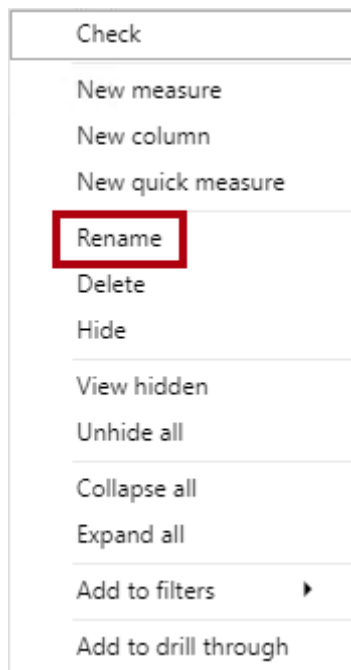 Check
New measure
New column
New quick measure
Rename
Delete
Hide
View hidden
Unhide all
Collapse all
Expand all
Add to filters
Add to drill through